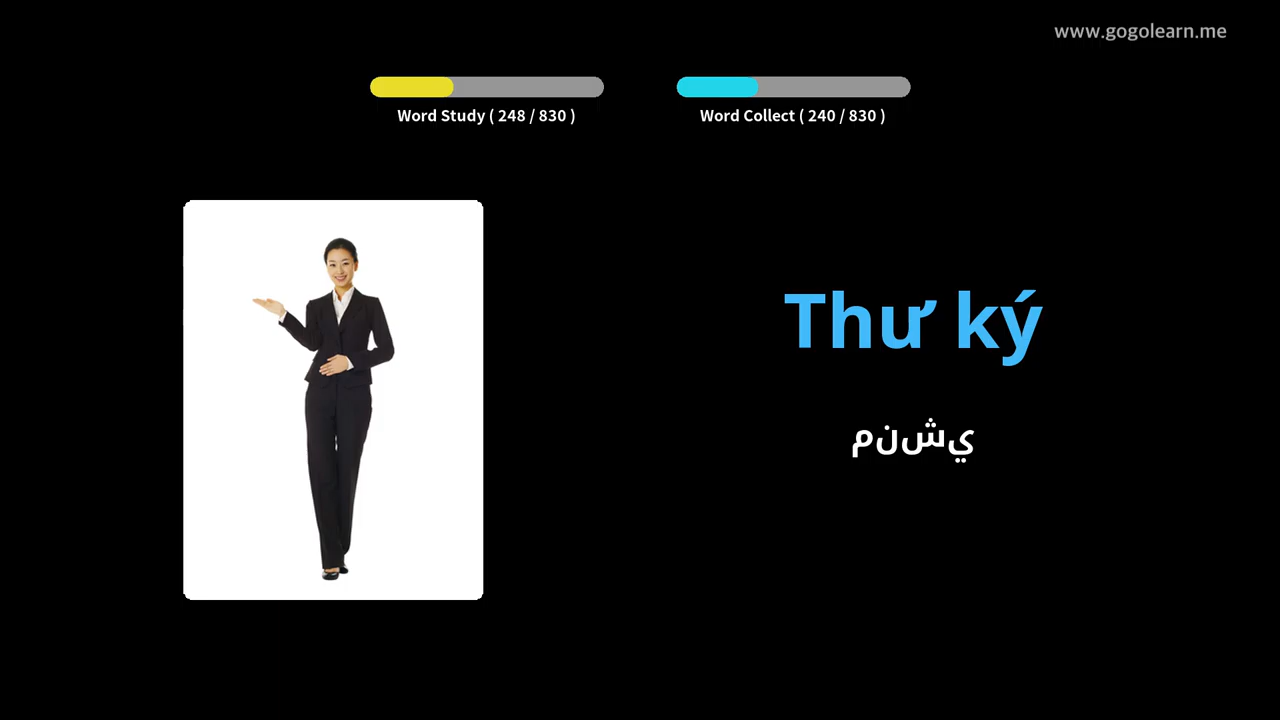 www.gogolearn.me
Word Study ( 248 / 830 )
Word Collect ( 240 / 830 )
Thư ký
منشي